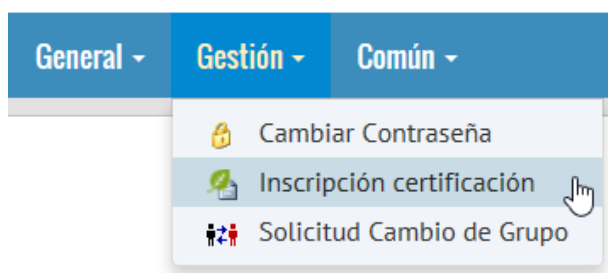 General Gestión Común
Cambiar Contraseña
Inscripción certificación
Solicitud Cambio de Grupo